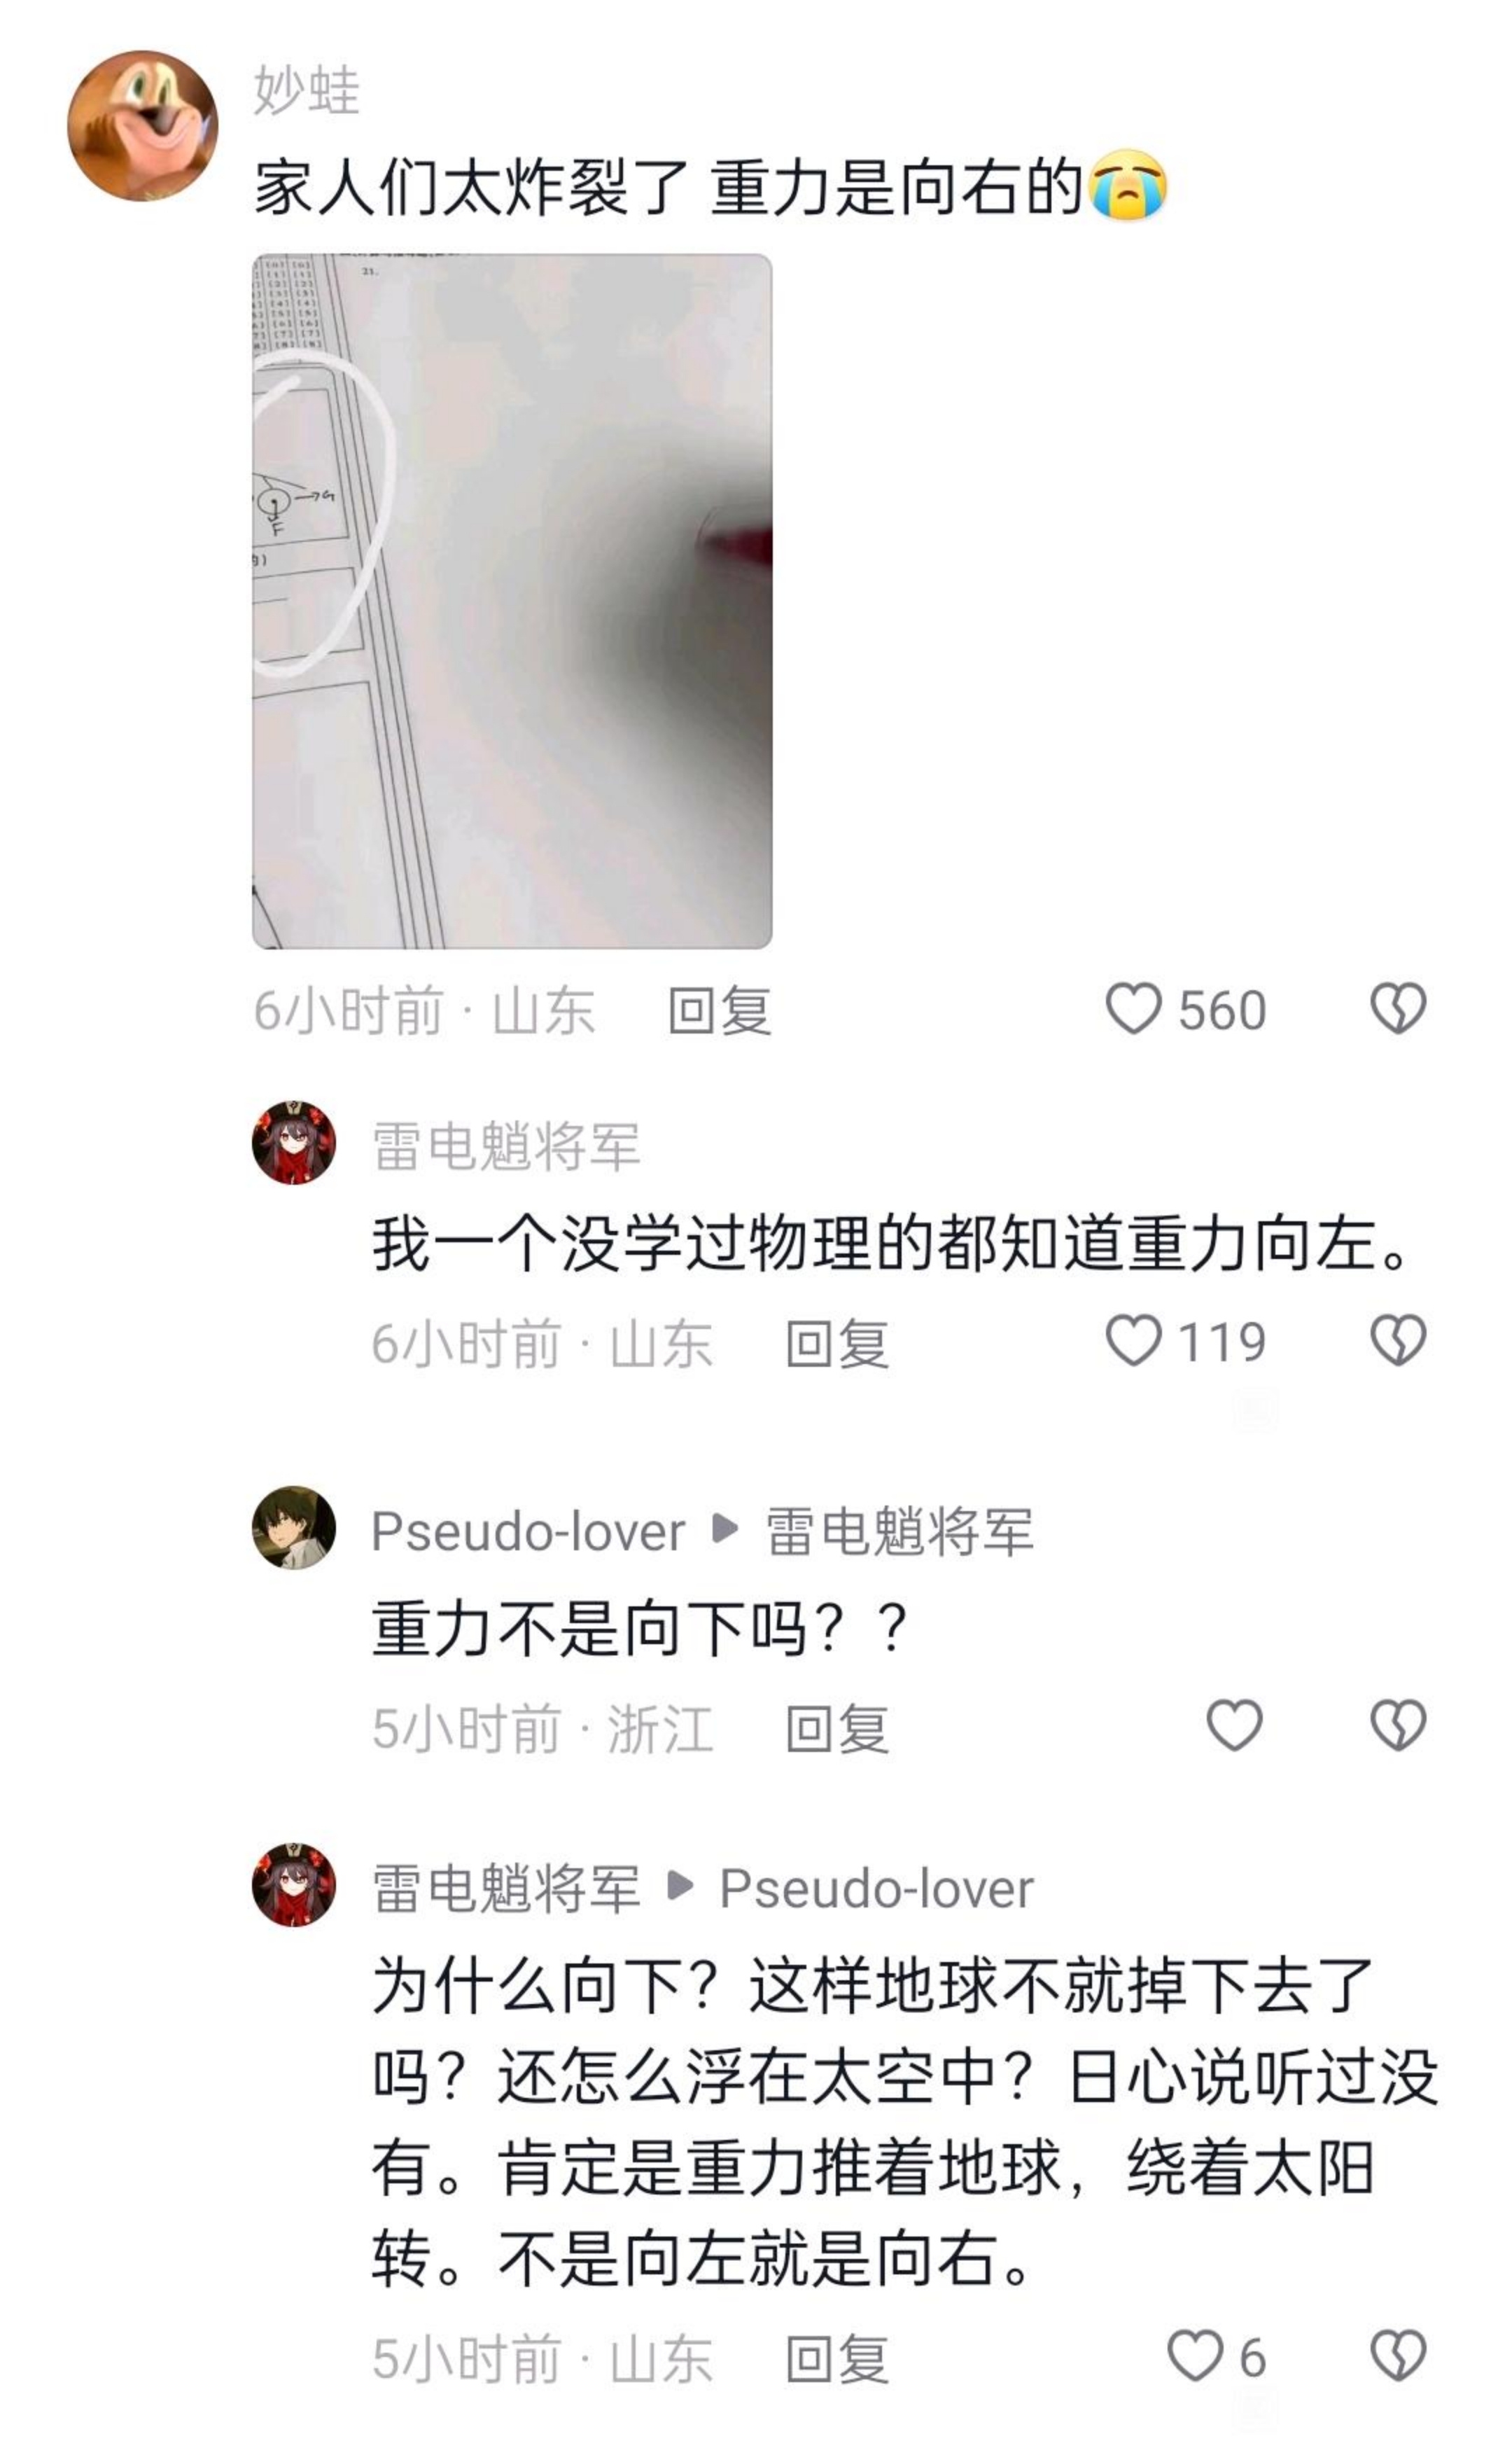 妙蛙
家人们太炸裂了 重力是向右的😭
21.
→G
F
的)
6小时前 · 山东 回复 560
雷电魈将军
我一个没学过物理的都知道重力向左。
6小时前 · 山东 回复 119
Pseudo-lover ▶ 雷电魈将军
重力不是向下吗？？
5小时前 · 浙江 回复
雷电魈将军 ▶ Pseudo-lover
为什么向下？这样地球不就掉下去了
吗？还怎么浮在太空中？日心说听过没
有。肯定是重力推着地球，绕着太阳
转。不是向左就是向右。
5小时前 · 山东 回复 6